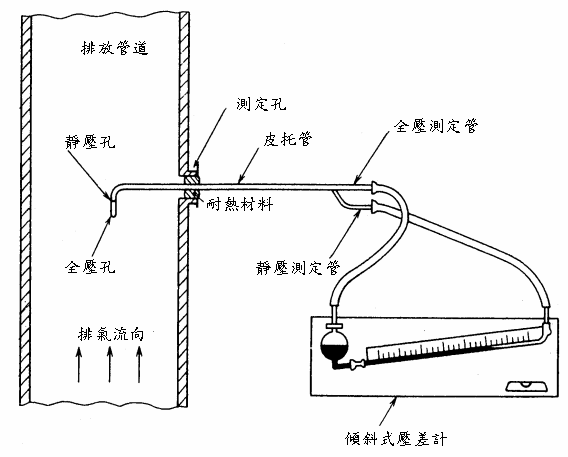 排放管道
測定孔
全壓測定管
靜壓孔
皮托管
耐熱材料
全壓孔
靜壓測定管
排氣流向
傾斜式壓差計